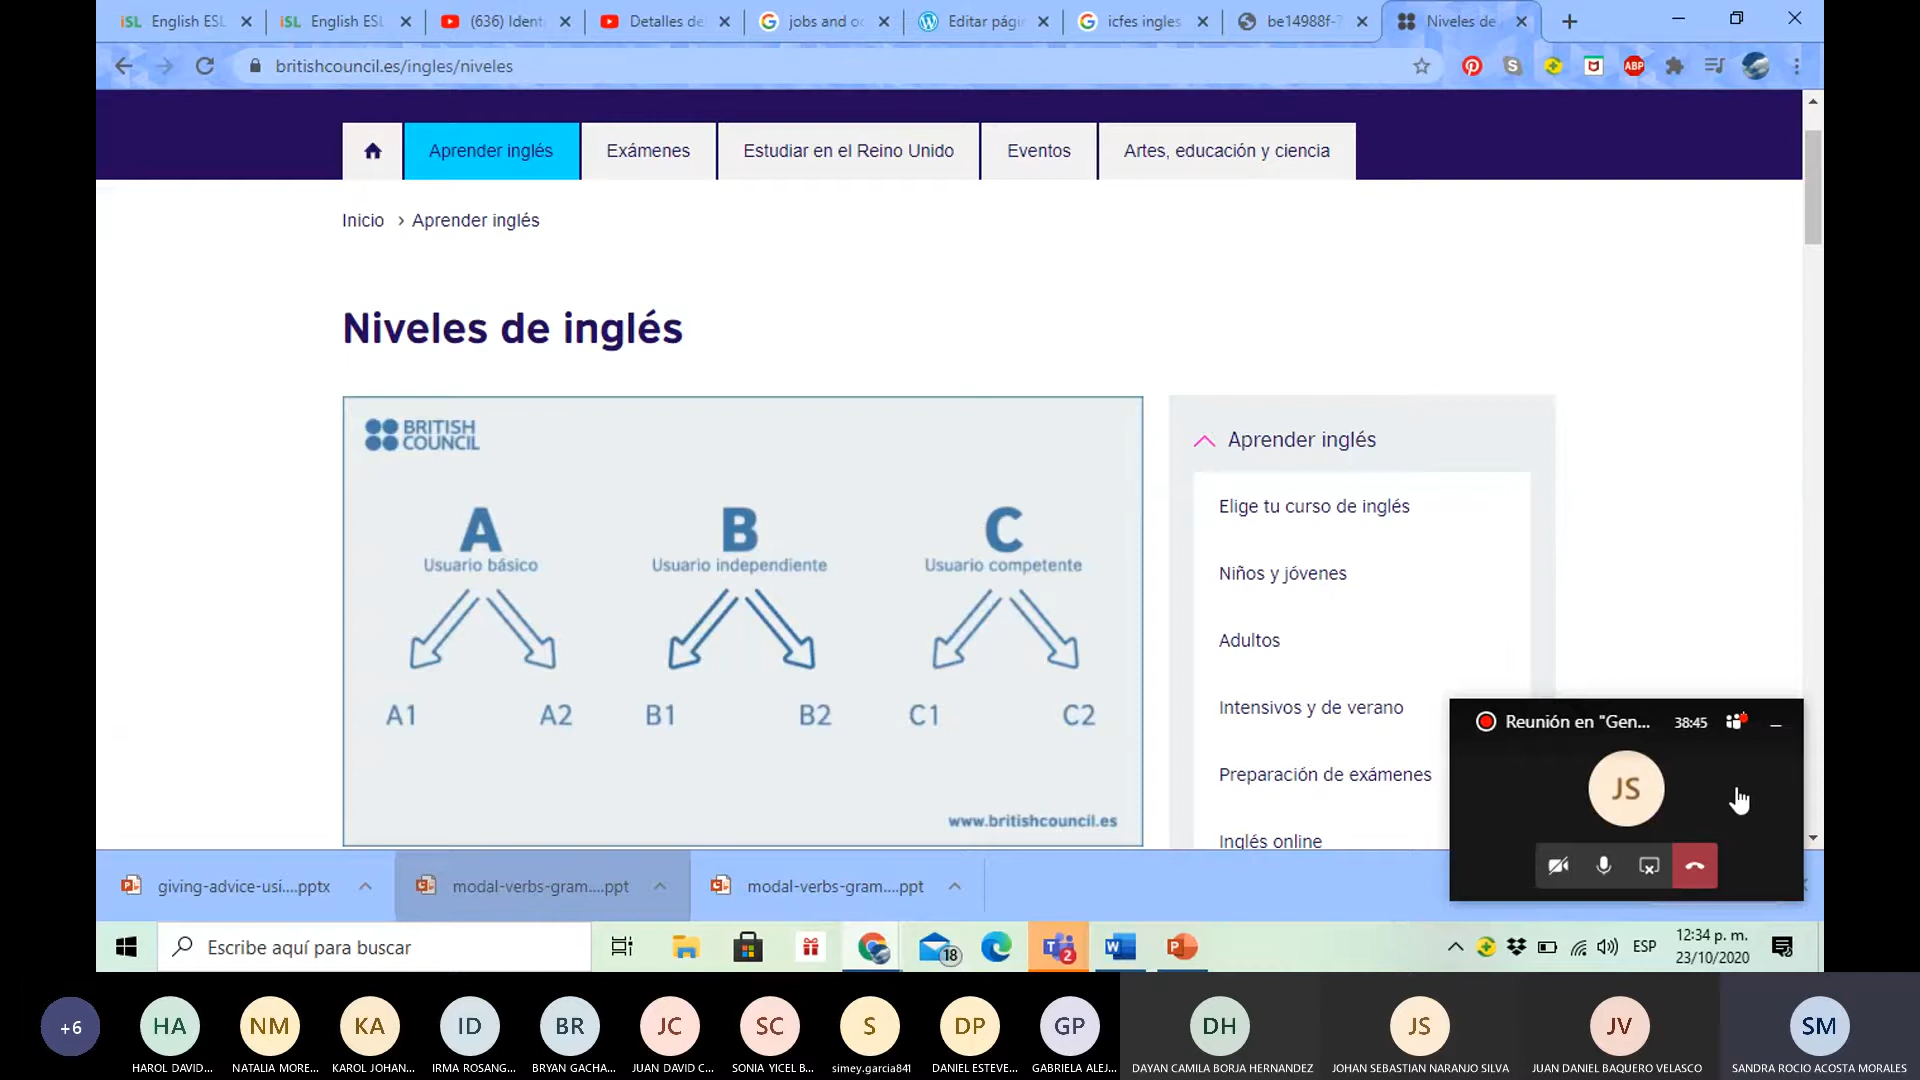 English ESL
English ESL
(636) Ident
Detalles de
jobs and oc
Editar pági
icfes ingles
be14988f-
Niveles de
britishcouncil.es/ingles/niveles
ABP
Aprender inglés
Exámenes
Estudiar en el Reino Unido
Eventos
Artes, educación y ciencia
Inicio › Aprender inglés
Niveles de inglés
BRITISH
COUNCIL
A
Usuario básico
B
Usuario independiente
C
Usuario competente
A1
A2
B1
B2
C1
C2
www.britishcouncil.es
Aprender inglés
Elige tu curso de inglés
Niños y jóvenes
Adultos
Intensivos y de verano
Preparación de exámenes
Inglés online
Reunión en "Gen...
38:45
JS
giving-advice-usi....pptx
modal-verbs-gram....ppt
modal-verbs-gram....ppt
Escribe aquí para buscar
18
2
ESP
12:34 p. m.
23/10/2020
+6
HA
NM
KA
ID
BR
JC
SC
S
DP
GP
DH
JS
JV
SM
HAROL DAVID...
NATALIA MORE...
KAROL JOHAN...
IRMA ROSANG...
BRYAN GACHA...
JUAN DAVID C...
SONIA YICEL B...
simey.garcia841
DANIEL ESTEVE...
GABRIELA ALEJ...
DAYAN CAMILA BORJA HERNANDEZ
JOHAN SEBASTIAN NARANJO SILVA
JUAN DANIEL BAQUERO VELASCO
SANDRA ROCIO ACOSTA MORALES